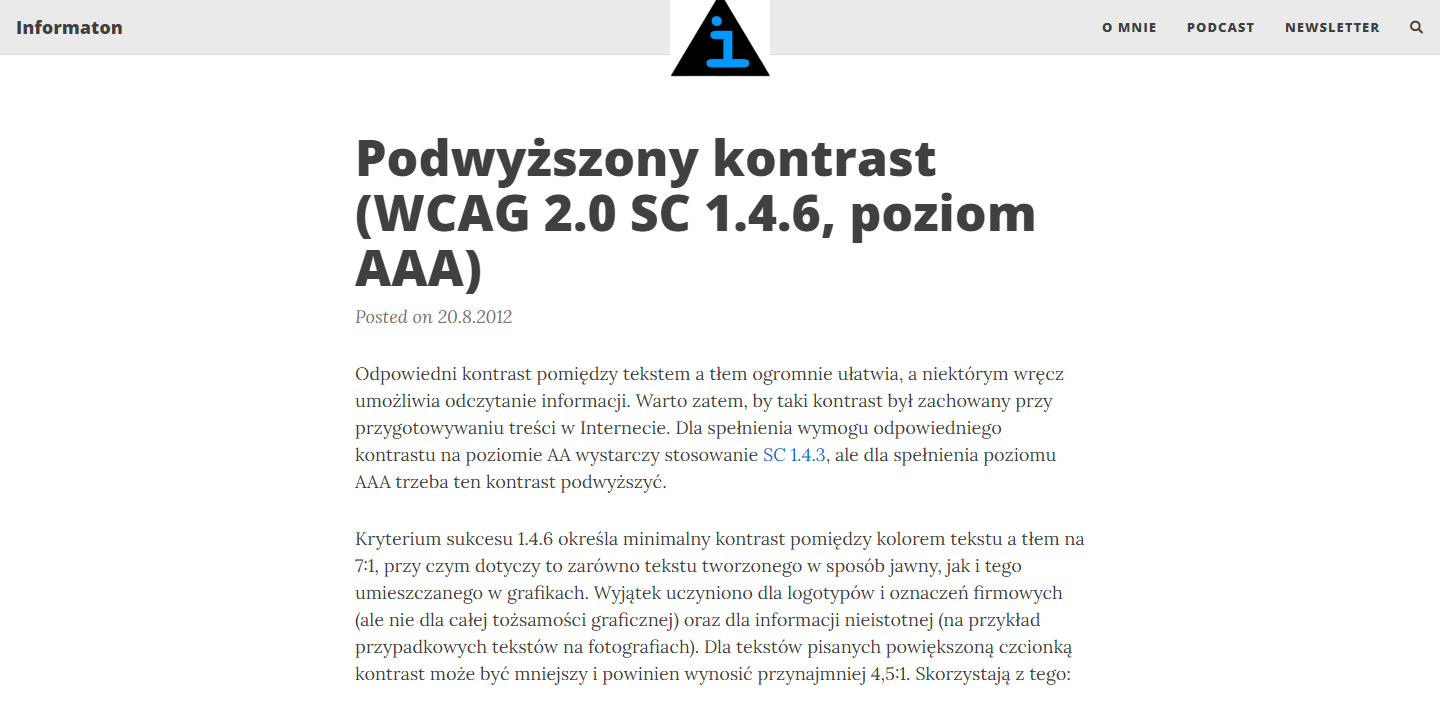 Informaton
i
O MNIE
PODCAST
NEWSLETTER
Podwyższony kontrast
(WCAG 2.0 SC 1.4.6, poziom
AAA)
Posted on 20.8.2012
Odpowiedni kontrast pomiędzy tekstem a tłem ogromnie ułatwia, a niektórym wręcz
umożliwia odczytanie informacji. Warto zatem, by taki kontrast był zachowany przy
przygotowywaniu treści w Internecie. Dla spełnienia wymogu odpowiedniego
kontrastu na poziomie AA wystarczy stosowanie SC 1.4.3, ale dla spełnienia poziomu
AAA trzeba ten kontrast podwyższyć.
Kryterium sukcesu 1.4.6 określa minimalny kontrast pomiędzy kolorem tekstu a tłem na
7:1, przy czym dotyczy to zarówno tekstu tworzonego w sposób jawny, jak i tego
umieszczanego w grafikach. Wyjątek uczyniono dla logotypów i oznaczeń firmowych
(ale nie dla całej tożsamości graficznej) oraz dla informacji nieistotnej (na przykład
przypadkowych tekstów na fotografiach). Dla tekstów pisanych powiększoną czcionką
kontrast może być mniejszy i powinien wynosić przynajmniej 4,5:1. Skorzystają z tego: